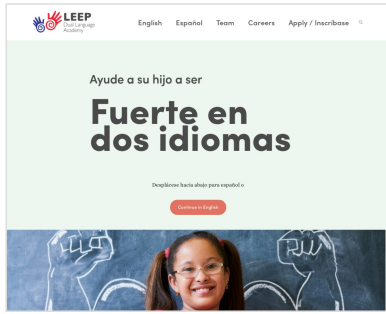 LEEP
Dual Language
Academy
English Español Team Careers Apply / Inscríbase
Ayude a su hijo a ser
Fuerte en
dos idiomas
Desplácese hacia abajo para español o
Continue in English